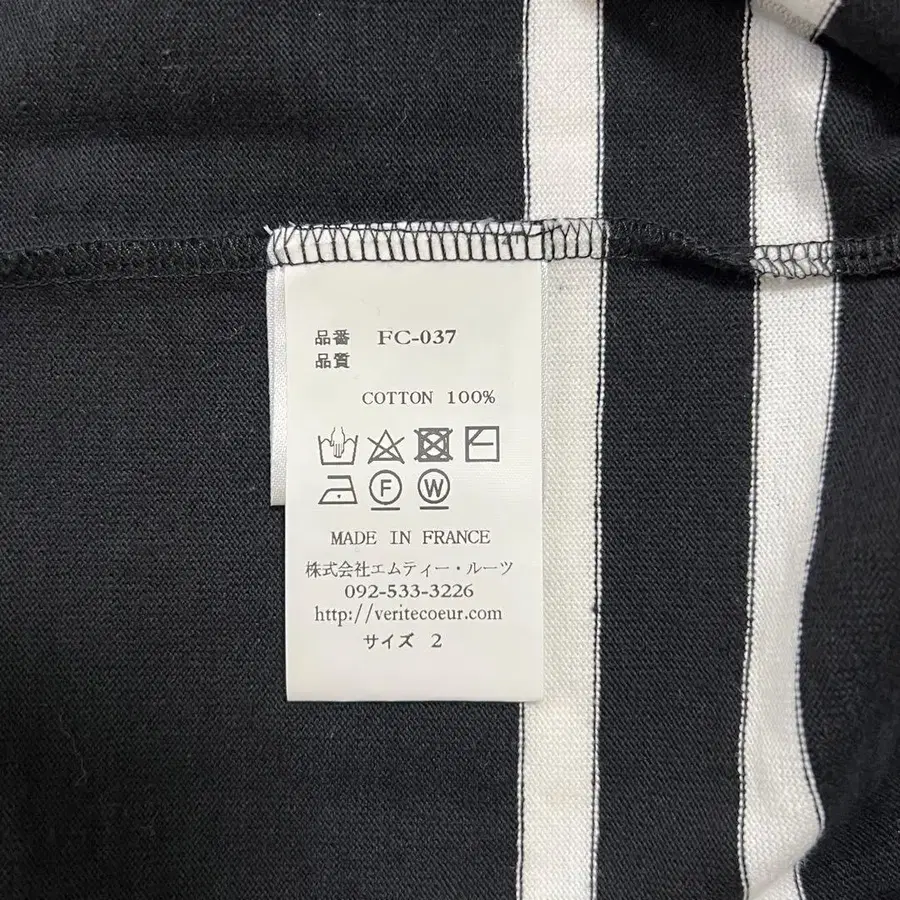 品番 FC-037
品質
COTTON 100%
F W
MADE IN FRANCE
株式会社エムティー・ルーツ
092-533-3226
http://veritecoeur.com
サイズ 2